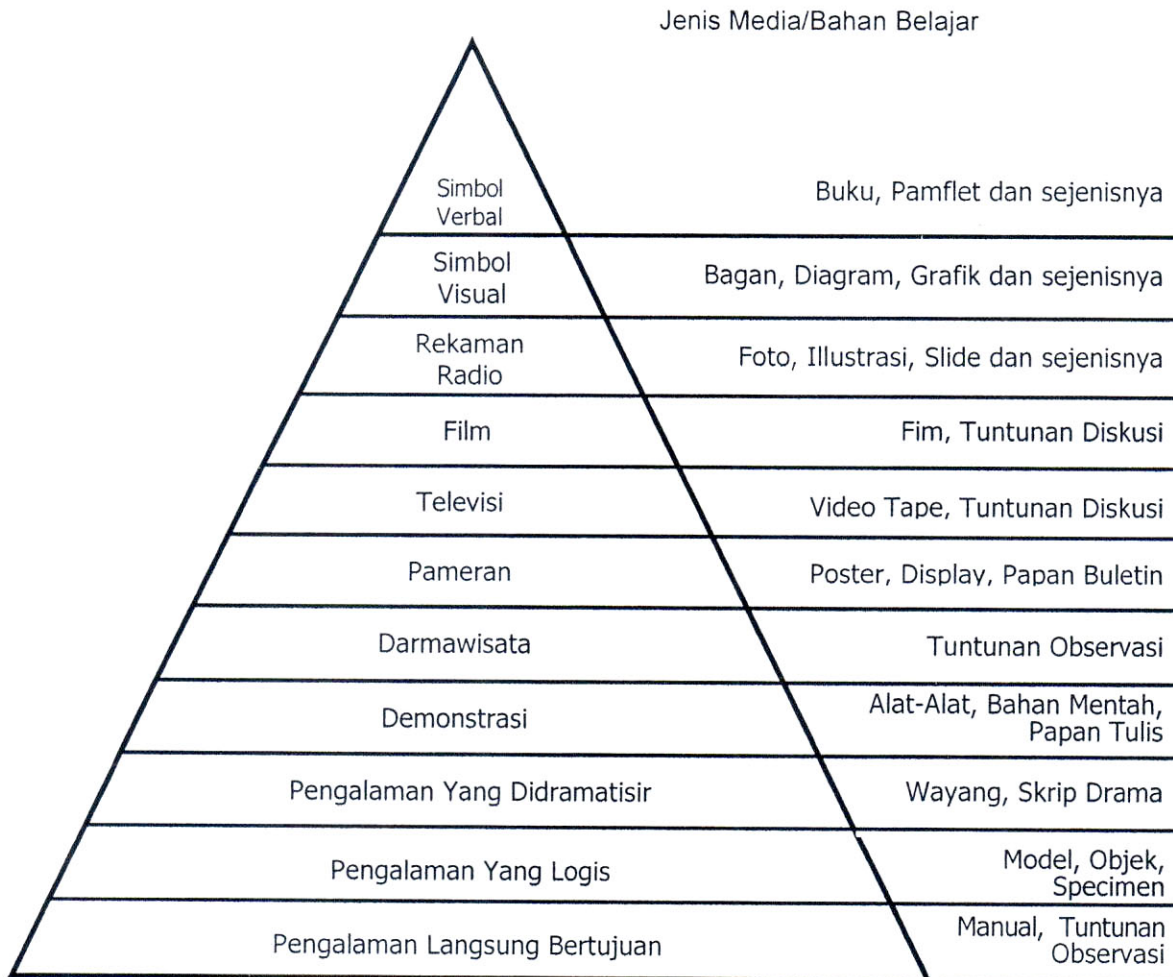 Jenis Media/Bahan Belajar
Simbol
Verbal
Buku, Pamflet dan sejenisnya
Simbol
Visual
Bagan, Diagram, Grafik dan sejenisnya
Rekaman
Radio
Foto, Illustrasi, Slide dan sejenisnya
Film
Fim, Tuntunan Diskusi
Televisi
Video Tape, Tuntunan Diskusi
Pameran
Poster, Display, Papan Buletin
Darmawisata
Tuntunan Observasi
Demonstrasi
Alat-Alat, Bahan Mentah,
Papan Tulis
Pengalaman Yang Didramatisir
Wayang, Skrip Drama
Pengalaman Yang Logis
Model, Objek,
Specimen
Pengalaman Langsung Bertujuan
Manual, Tuntunan
Observasi